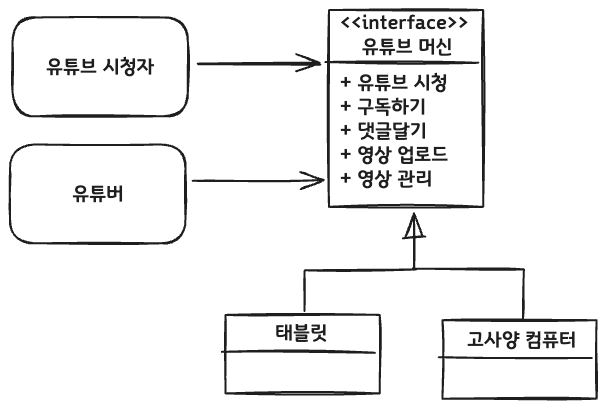 유튜브 시청자
<<interface>>
유튜브 머신
+ 유튜브 시청
+ 구독하기
+ 댓글달기
+ 영상 업로드
+ 영상 관리
유튜버
태블릿
고사양 컴퓨터